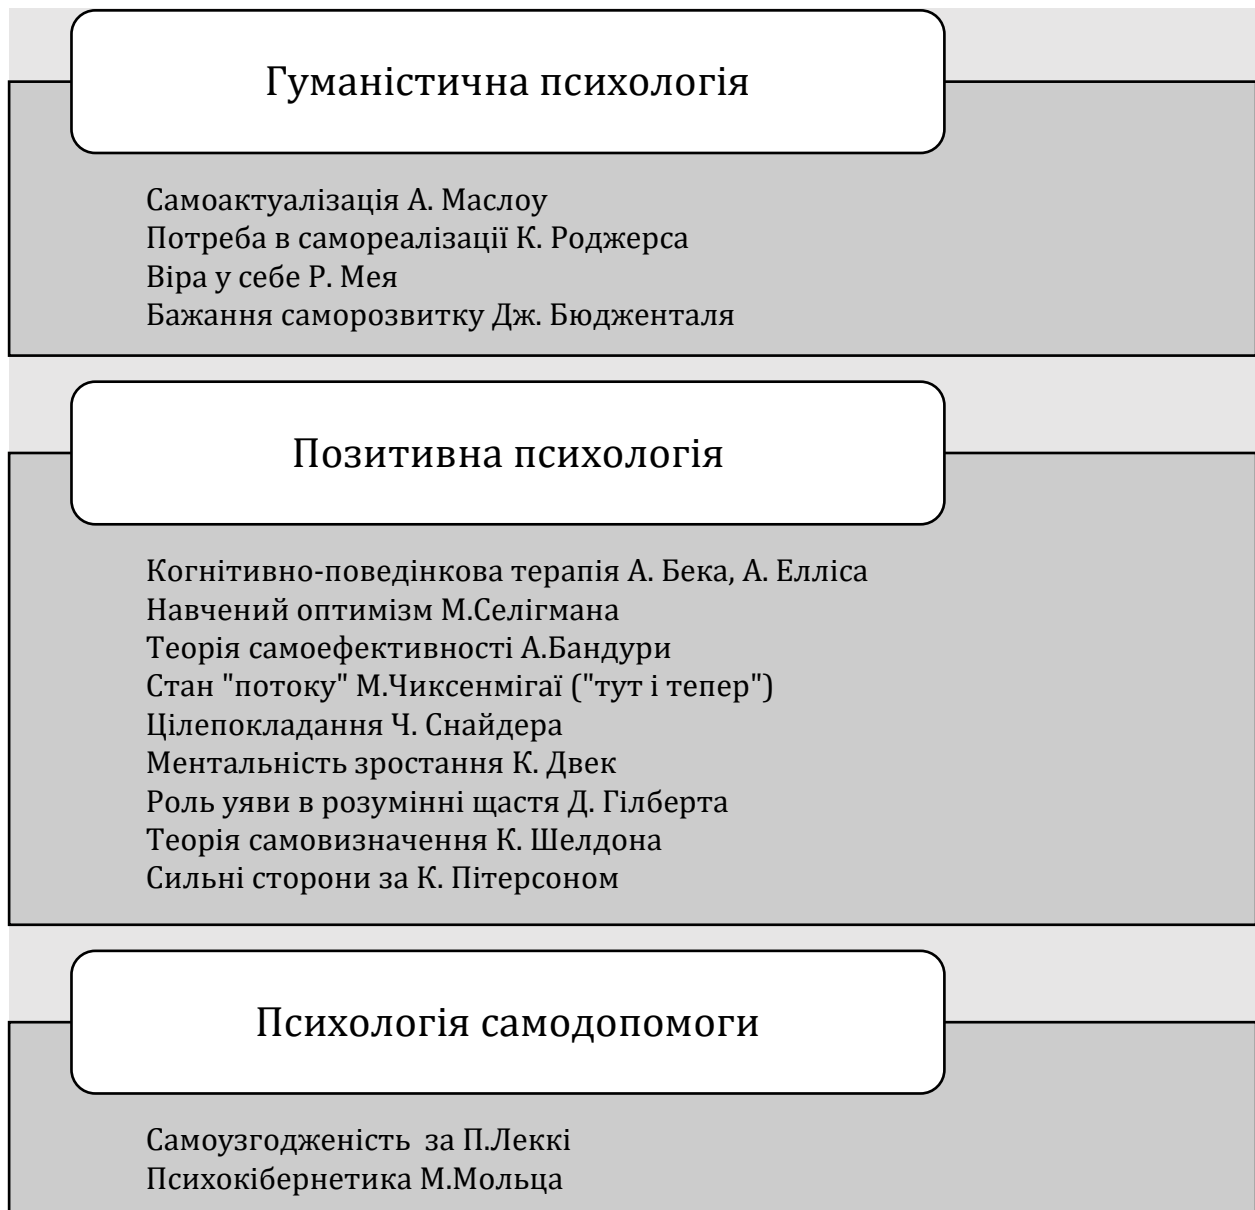 Гуманістична психологія
Самоактуалізація А. Маслоу
Потреба в самореалізації К. Роджерса
Віра у себе Р. Мея
Бажання саморозвитку Дж. Бюдженталя
Позитивна психологія
Когнітивно-поведінкова терапія А. Бека, А. Елліса
Навчений оптимізм М.Селігмана
Теорія самоефективності А.Бандури
Стан "потоку" М.Чиксенмігаї ("тут і тепер")
Цілепокладання Ч. Снайдера
Ментальність зростання К. Двек
Роль уяви в розумінні щастя Д. Гілберта
Теорія самовизначення К. Шелдона
Сильні сторони за К. Пітерсоном
Психологія самодопомоги
Самоузгодженість  за П.Леккі
Психокібернетика М.Мольца